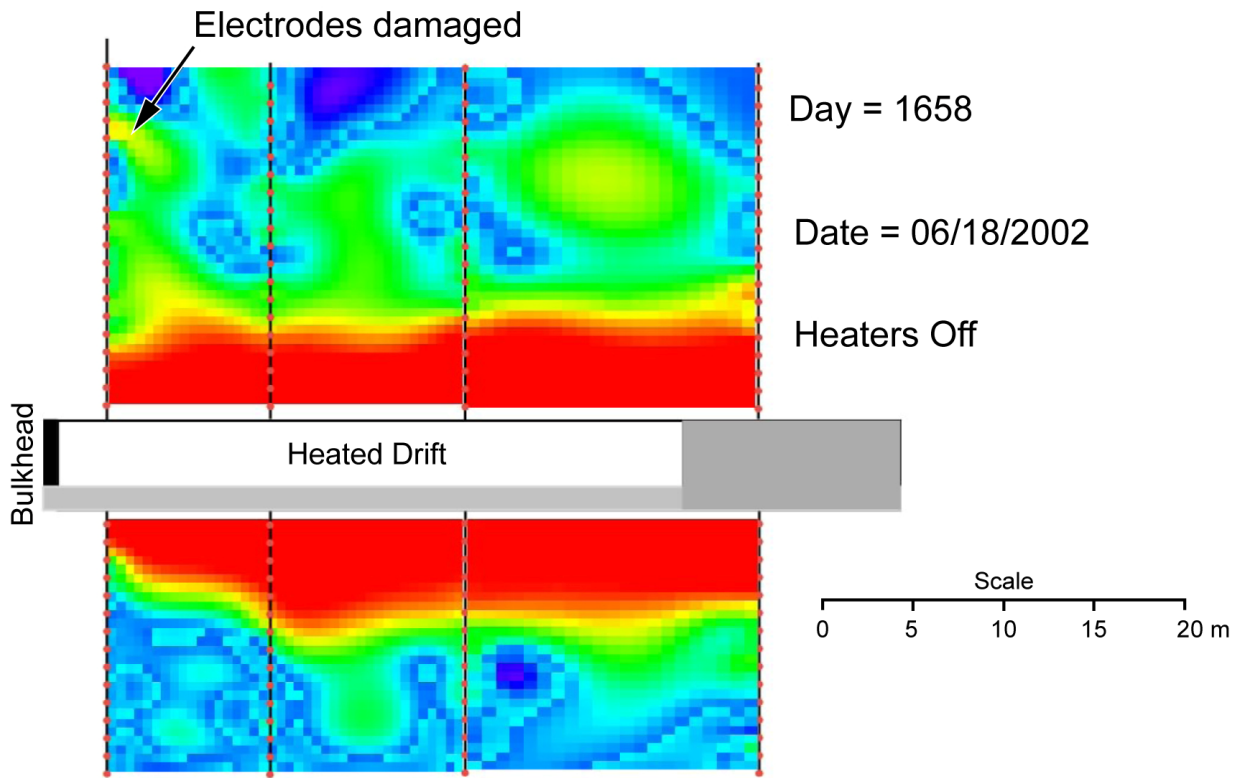 Electrodes damaged
Day = 1658
Date = 06/18/2002
Heaters Off
Bulkhead
Heated Drift
Scale
0 5 10 15 20 m